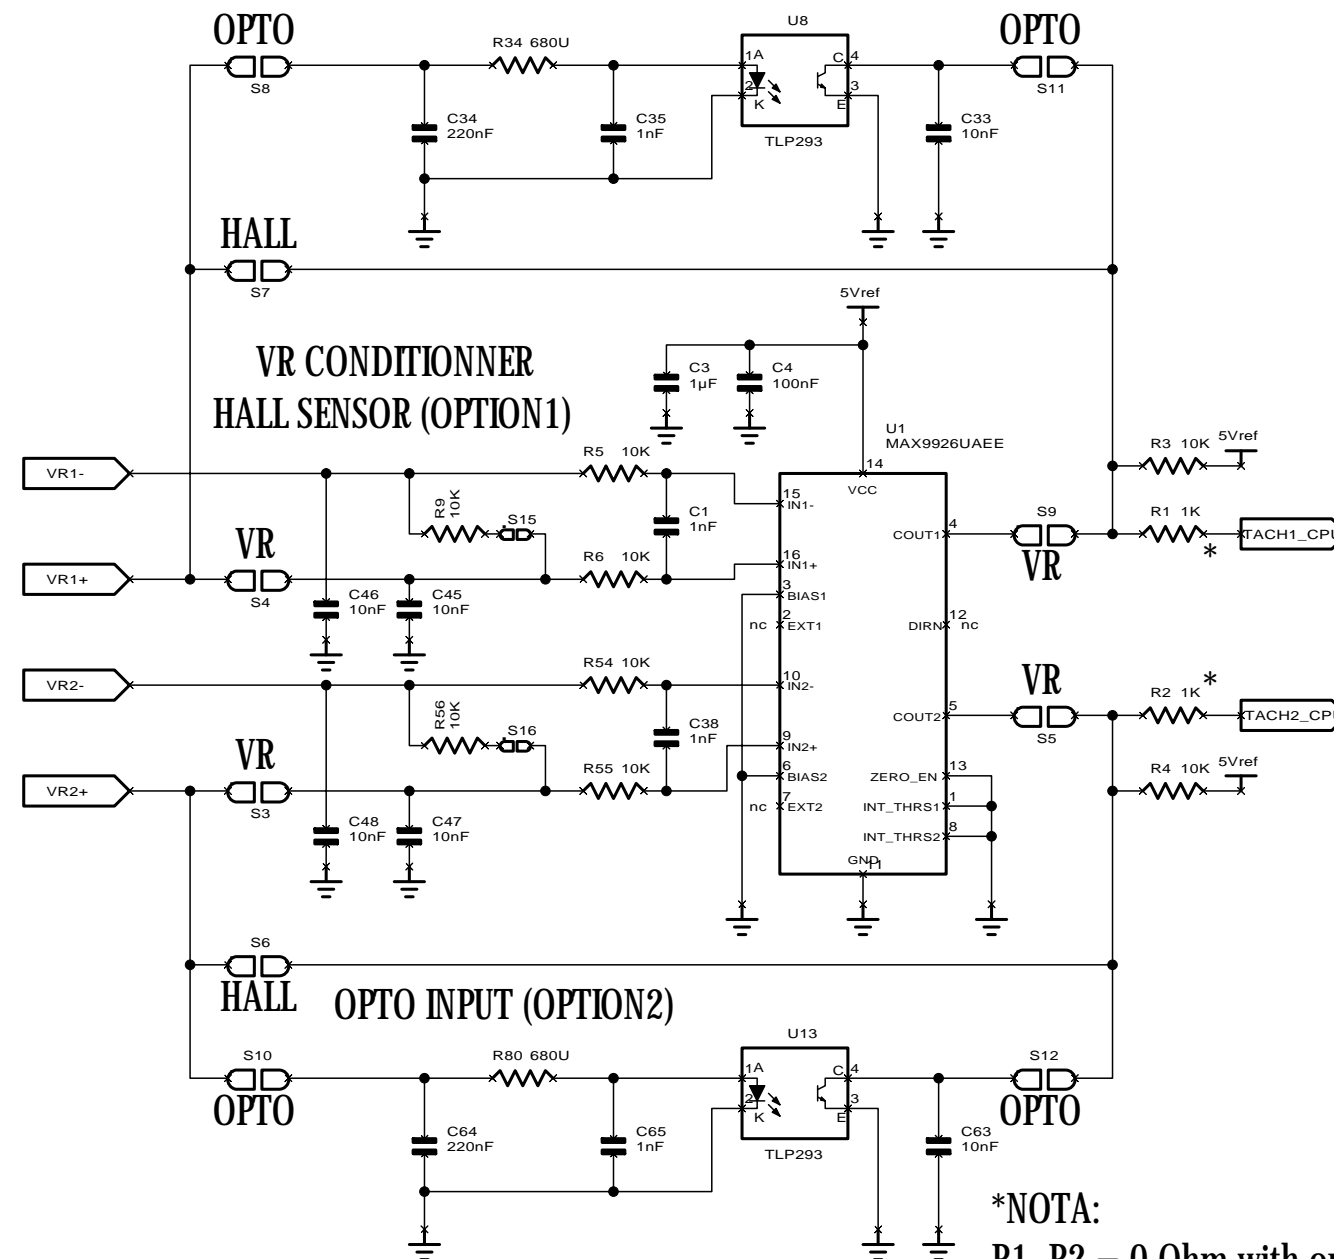 OPTO
S8
R34 680U
C34
220nF
C35
1nF
U8
1A
2
K
C 4
3
E
TLP293
C33
10nF
OPTO
S11
HALL
S7
5Vref
VR CONDITIONNER
HALL SENSOR (OPTION1)
C3
1µF
C4
100nF
U1
MAX9926UAEE
R3 10K
5Vref
VR1-
R5 10K
14
VCC
15
IN1-
R9
10K
S15
C1
1nF
COUT1
4
S9
VR
R1 1K
*
TACH1_CPU
VR
VR1+
S4
R6 10K
16
IN1+
3
BIAS1
C46
10nF
C45
10nF
nc
2
EXT1
DIRN
12
nc
VR2-
R54 10K
10
IN2-
VR
R2 1K
*
R56
10K
S16
C38
1nF
COUT2
5
S5
TACH2_CPU
VR
9
IN2+
VR2+
S3
R55 10K
6
BIAS2
ZERO_EN
13
R4 10K
5Vref
C48
10nF
C47
10nF
nc
7
EXT2
INT_THRS1
1
INT_THRS2
8
GND
11
S6
HALL
OPTO INPUT (OPTION2)
S10
OPTO
R80 680U
C64
220nF
C65
1nF
U13
1A
2
K
C 4
3
E
TLP293
C63
10nF
S12
OPTO
*NOTA:
R1, R2 = 0 Ohm with